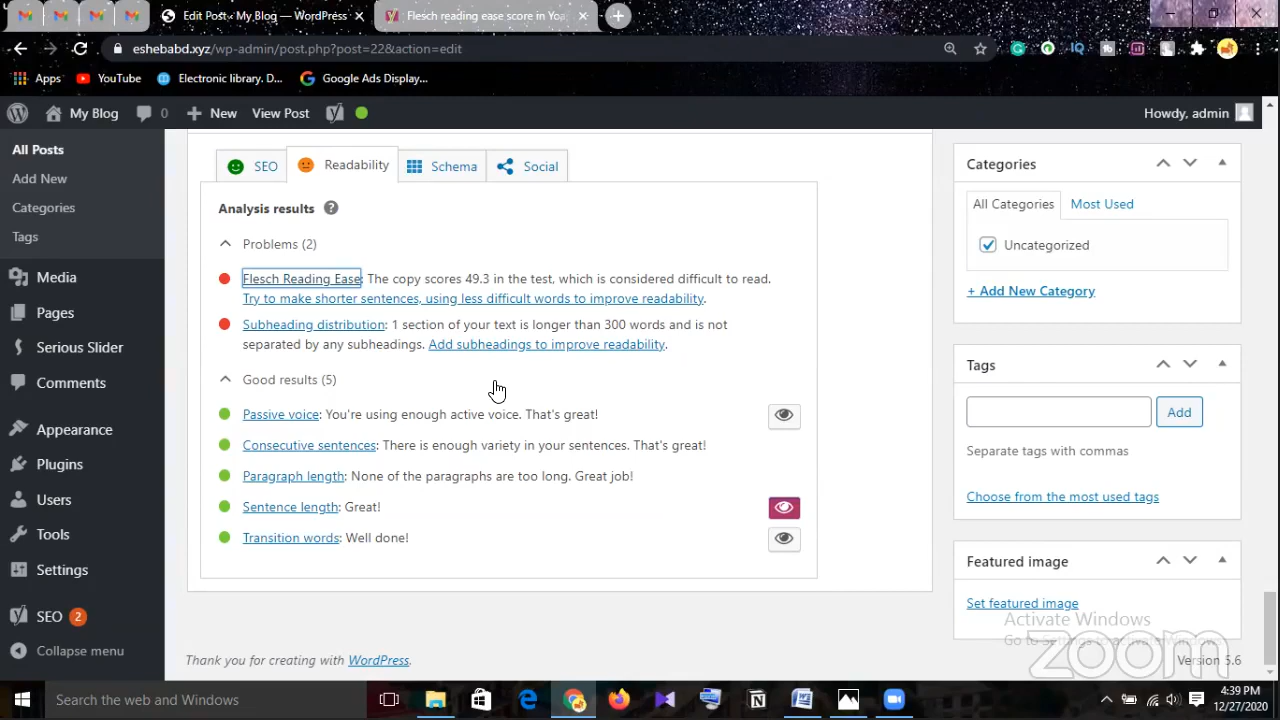 Edit Post ‹ My Blog — WordPress
Flesch reading ease score in Yoa
eshebabd.xyz/wp-admin/post.php?post=22&action=edit
Apps
YouTube
Electronic library. D...
Google Ads Display...
My Blog
0
New
View Post
Howdy, admin
All Posts
Add New
Categories
Tags
Media
Pages
Serious Slider
Comments
Appearance
Plugins
Users
Tools
Settings
SEO 2
Collapse menu
SEO
Readability
Schema
Social
Analysis results
Problems (2)
Flesch Reading Ease: The copy scores 49.3 in the test, which is considered difficult to read.
Try to make shorter sentences, using less difficult words to improve readability.
Subheading distribution: 1 section of your text is longer than 300 words and is not
separated by any subheadings. Add subheadings to improve readability.
Good results (5)
Passive voice: You're using enough active voice. That's great!
Consecutive sentences: There is enough variety in your sentences. That's great!
Paragraph length: None of the paragraphs are too long. Great job!
Sentence length: Great!
Transition words: Well done!
Categories
All Categories
Most Used
Uncategorized
+ Add New Category
Tags
Add
Separate tags with commas
Choose from the most used tags
Featured image
Set featured image
Activate Windows
Go to Settings
zoom
Thank you for creating with WordPress.
Version 5.6
Search the web and Windows
4:39 PM
12/27/2020